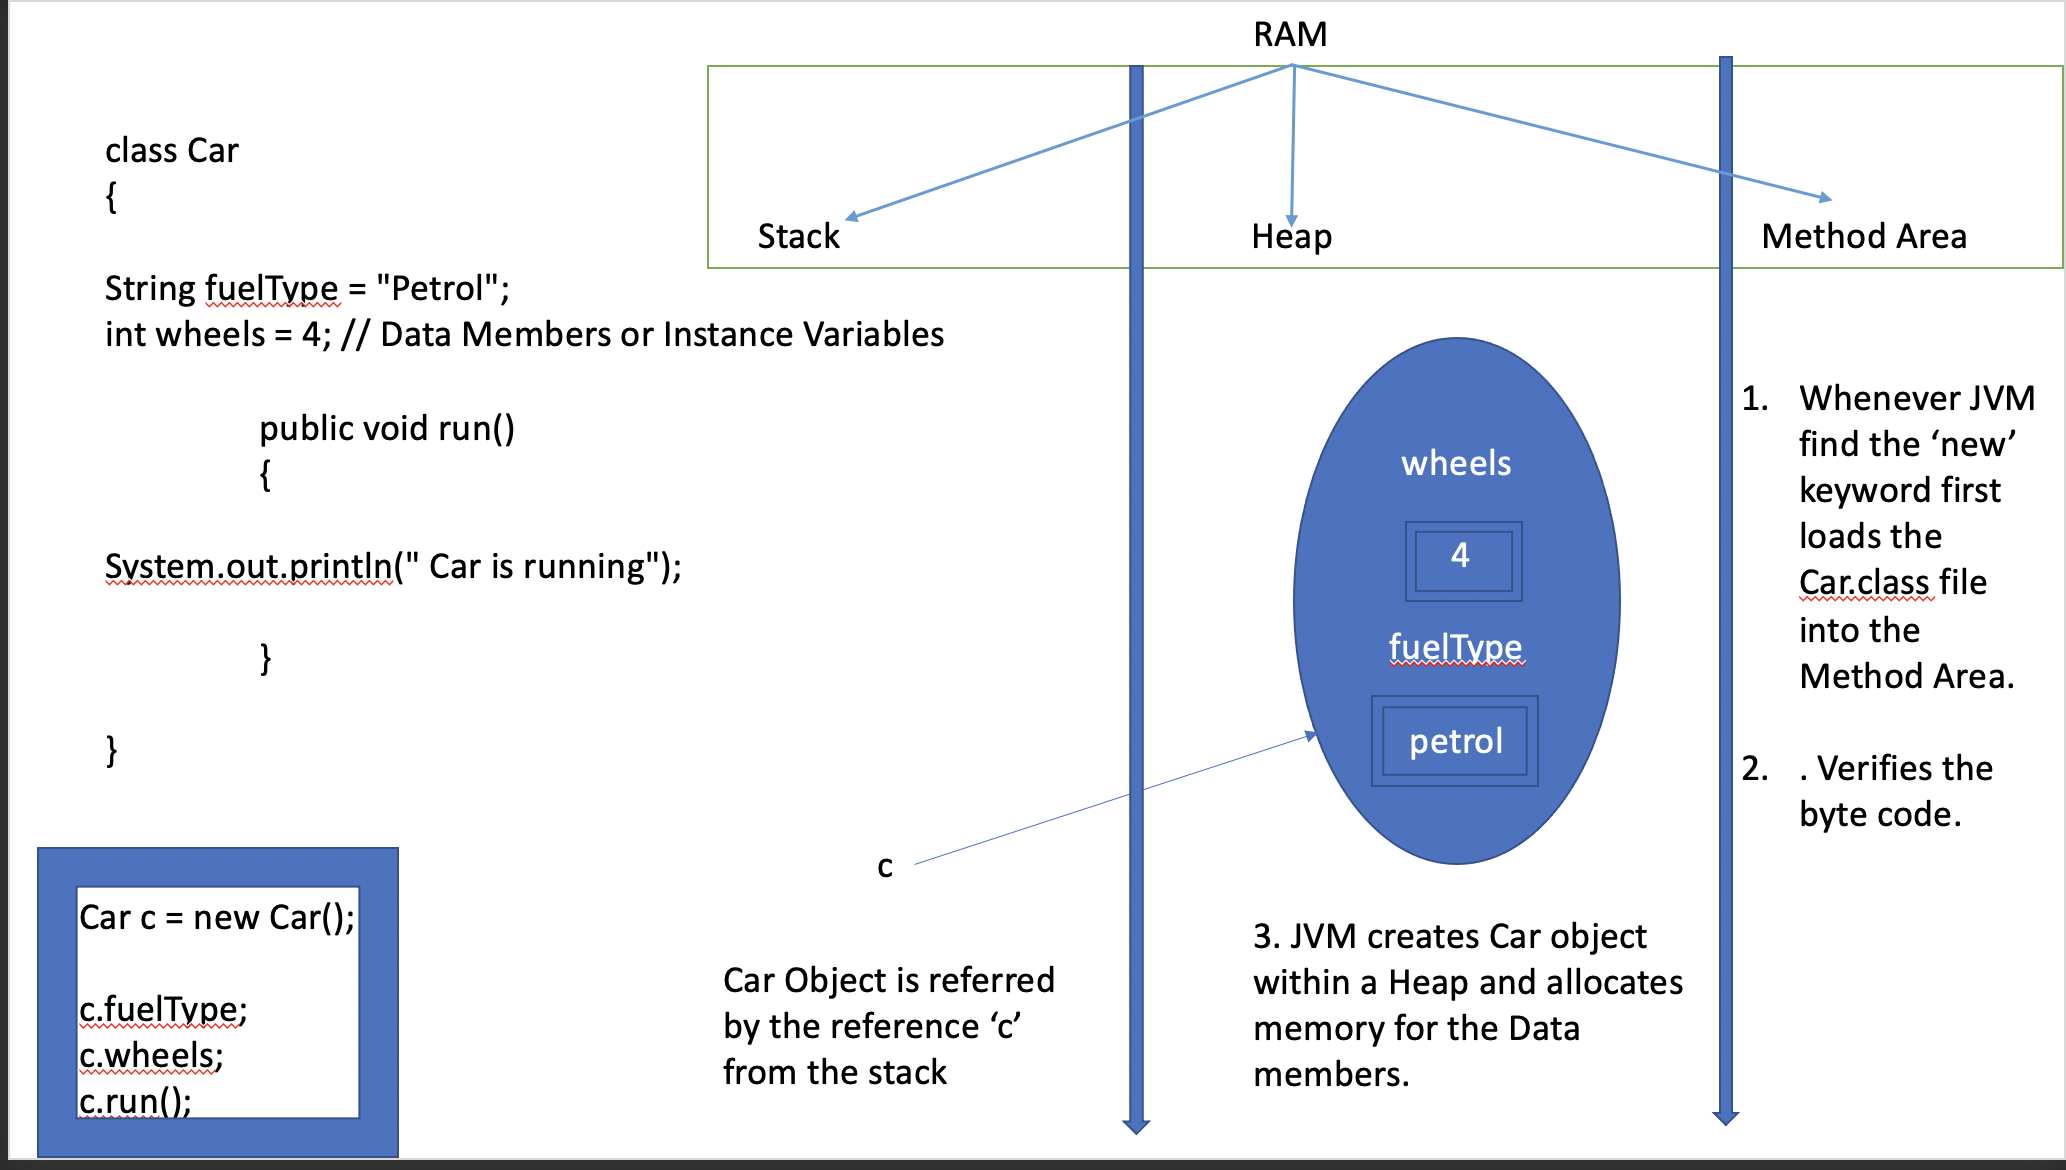 RAM
Stack
Heap
Method Area
class Car
{
String fuelType = "Petrol";
int wheels = 4; // Data Members or Instance Variables
public void run()
{
System.out.println(" Car is running");
}
}
Car c = new Car();
c.fuelType;
c.wheels;
c.run();
c
Car Object is referred
by the reference ‘c’
from the stack
wheels
4
fuelType
petrol
3. JVM creates Car object
within a Heap and allocates
memory for the Data
members.
1. Whenever JVM
find the ‘new’
keyword first
loads the
Car.class file
into the
Method Area.
2. . Verifies the
byte code.